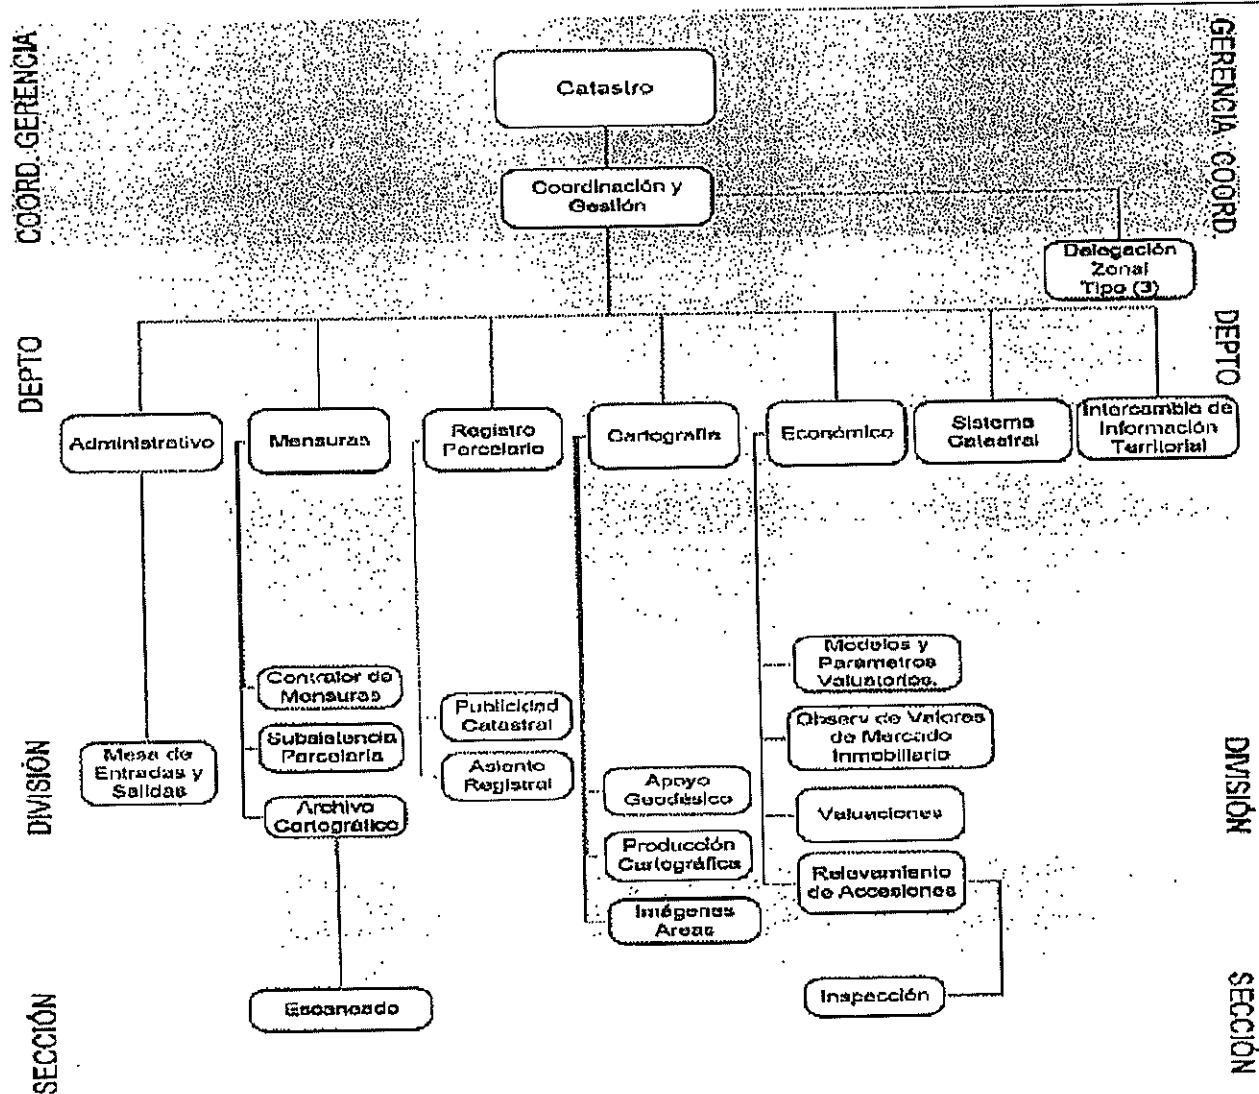 COORD. GERENCIA
GERENCIA COORD.
Catastro
Coordinación y
Gestión
Delegación
Zonal
Tipo (3)
DEPTO
DEPTO
Administrativo
Mensuras
Registro
Parcelario
Cartografía
Económico
Sistema
Catastral
Intercambio de
Información
Territorial
DIVISIÓN
DIVISIÓN
Mesa de
Entradas y
Salidas
Contralor de
Mensuras
Subsistencia
Parcelaria
Archivo
Cartográfico
Publicidad
Catastral
Asiento
Registral
Apoyo
Geodésico
Producción
Cartográfica
Imágenes
Areas
Modelos y
Parametros
Valuatorios.
Observ de Valores
de Mercado
Inmobiliario
Valuaciones
Relevamiento
de Accesiones
SECCIÓN
SECCIÓN
Escaneado
Inspección